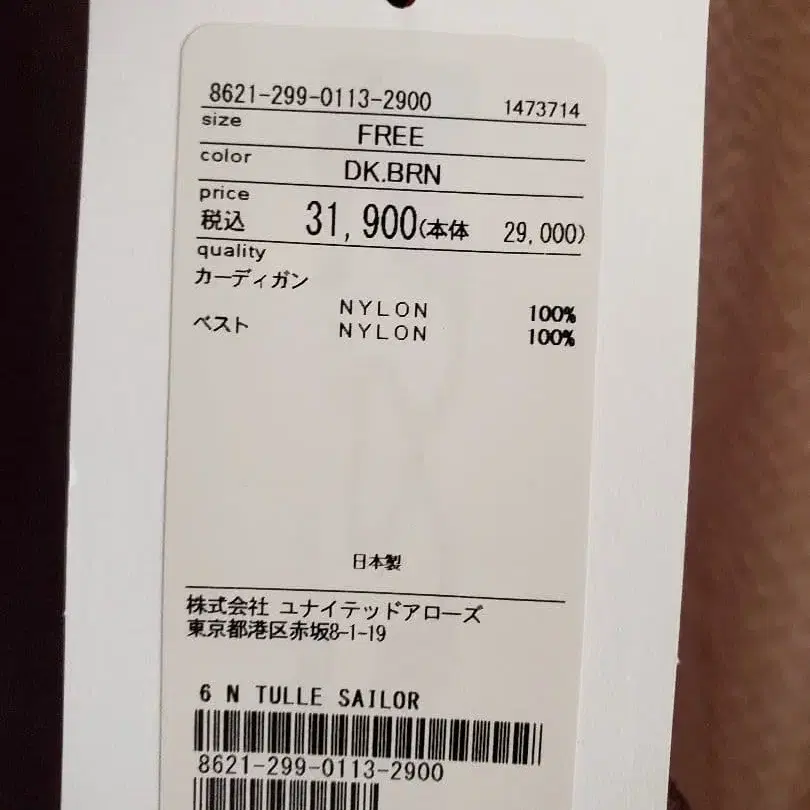 8621-299-0113-2900 1473714
size
FREE
color
DK.BRN
price
税込 31,900(本体 29,000)
quality
カーディガン
NYLON 100%
ベスト NYLON 100%
日本製
株式会社 ユナイテッドアローズ
東京都港区赤坂8-1-19
6 N TULLE SAILOR
8621-299-0113-2900